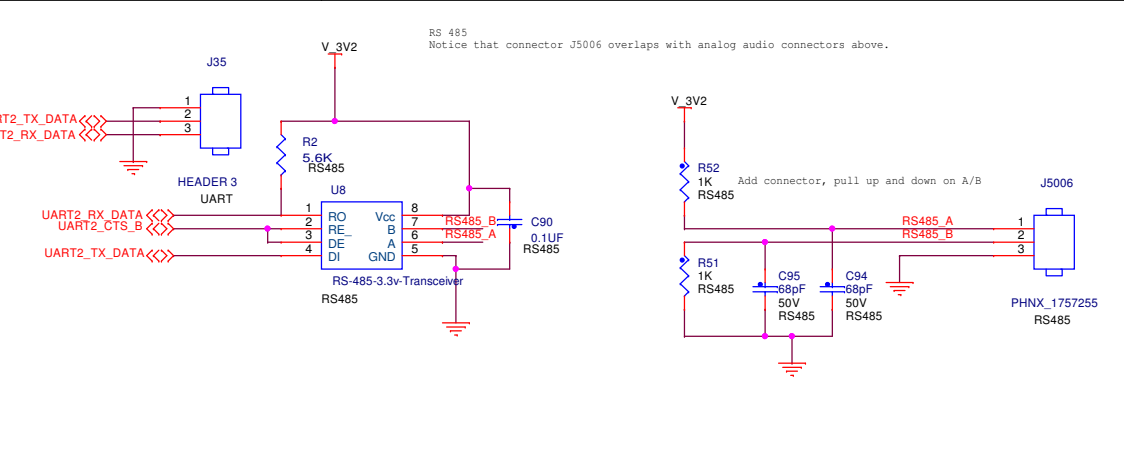 RS 485
Notice that connector J5006 overlaps with analog audio connectors above.
V_3V2
J35
1
2
3
RT2_TX_DATA
T2_RX_DATA
HEADER 3
UART
R2
5.6K
RS485
U8
UART2_RX_DATA
UART2_CTS_B
UART2_TX_DATA
1
2
3
4
RO
RE_
DE
DI
Vcc
B
A
GND
8
7
6
5
RS485_B
RS485_A
C90
0.1UF
RS485
RS-485-3.3v-Transceiver
RS485
V_3V2
R52
1K
RS485
Add connector, pull up and down on A/B
J5006
RS485_A
RS485_B
1
2
3
R51
1K
RS485
C95
68pF
50V
RS485
C94
68pF
50V
RS485
PHNX_1757255
RS485